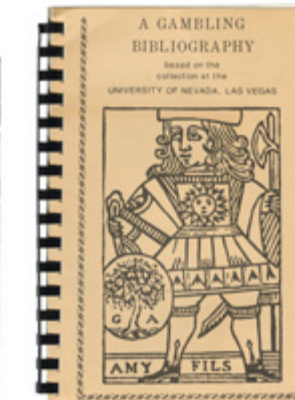 A GAMBLING
BIBLIOGRAPHY
based on the
collection at the
UNIVERSITY OF NEVADA, LAS VEGAS
G A
AMY FILS